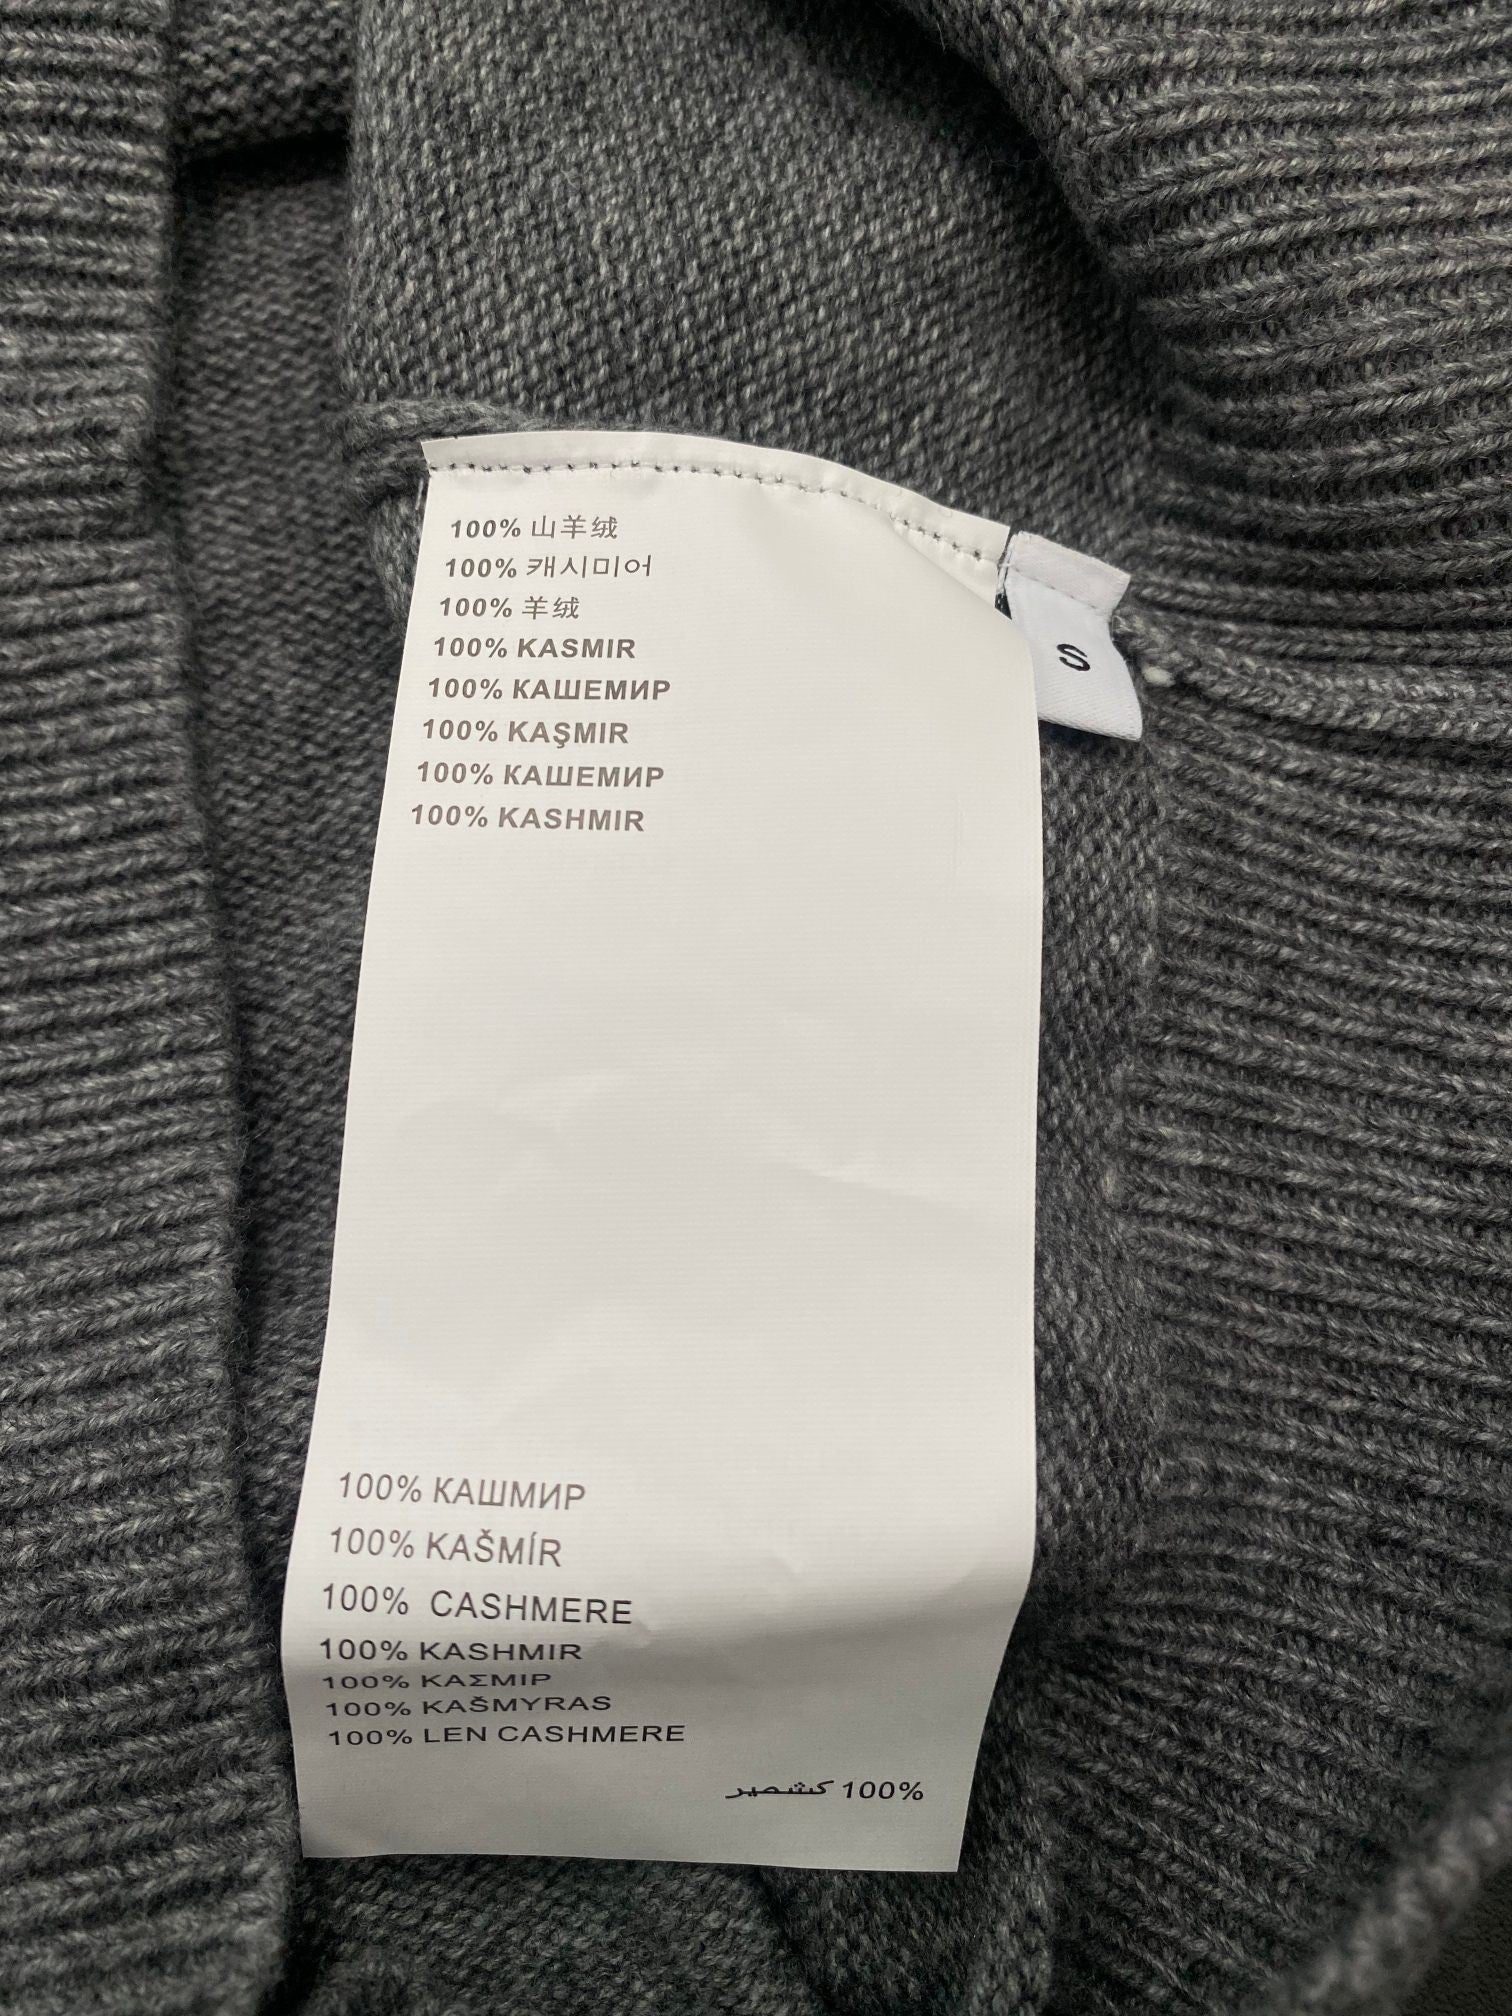 100% 山羊绒
100% 캐시미어
100% 羊绒
100% KASMIR
100% КАШЕМИР
100% KAŞMIR
100% КАШЕМИР
100% KASHMIR
S
100% КАШМИР
100% KAŠMÍR
100% CASHMERE
100% KASHMIR
100% ΚΑΣΜΙΡ
100% KAŠMYRAS
100% LEN CASHMERE
100% كشمير